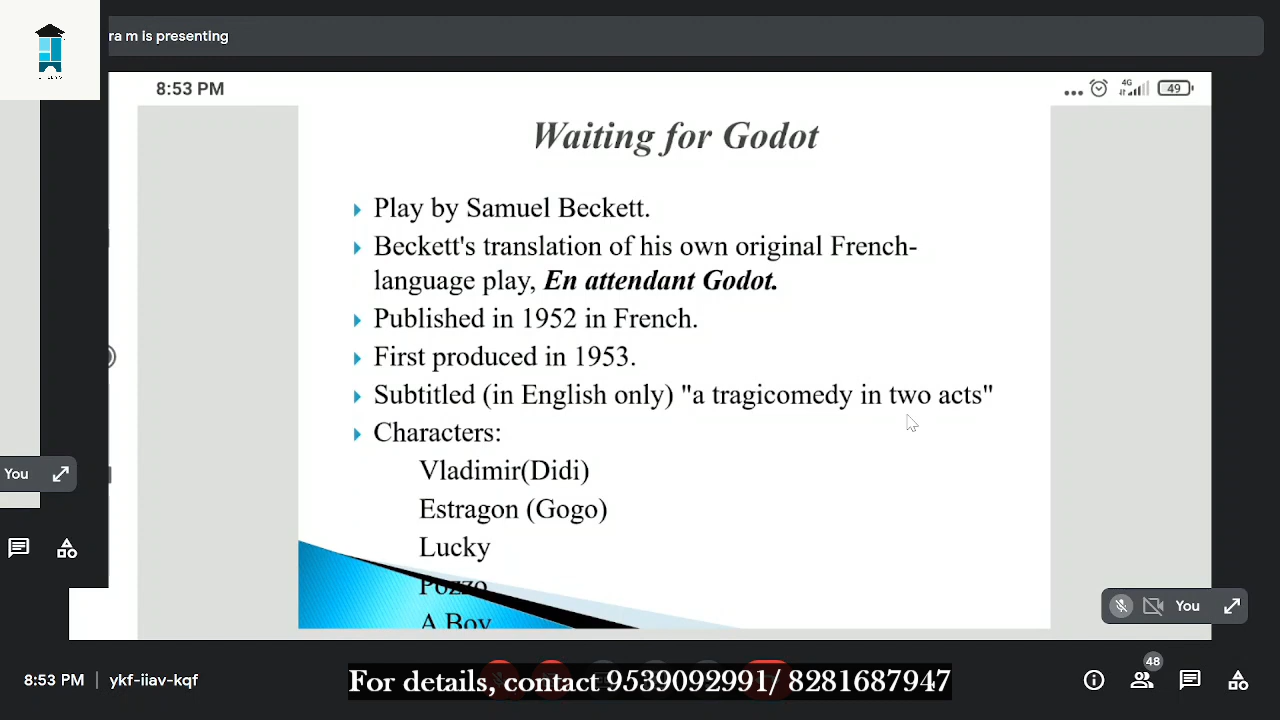 ra m is presenting
8:53 PM
4G
49
Waiting for Godot
Play by Samuel Beckett.
Beckett's translation of his own original French-
language play, En attendant Godot.
Published in 1952 in French.
First produced in 1953.
Subtitled (in English only) "a tragicomedy in two acts"
Characters:
Vladimir(Didi)
Estragon (Gogo)
Lucky
Pozzo
A Boy
You
You
8:53 PM | ykf-iiav-kqf
For details, contact 9539092991/ 8281687947
48